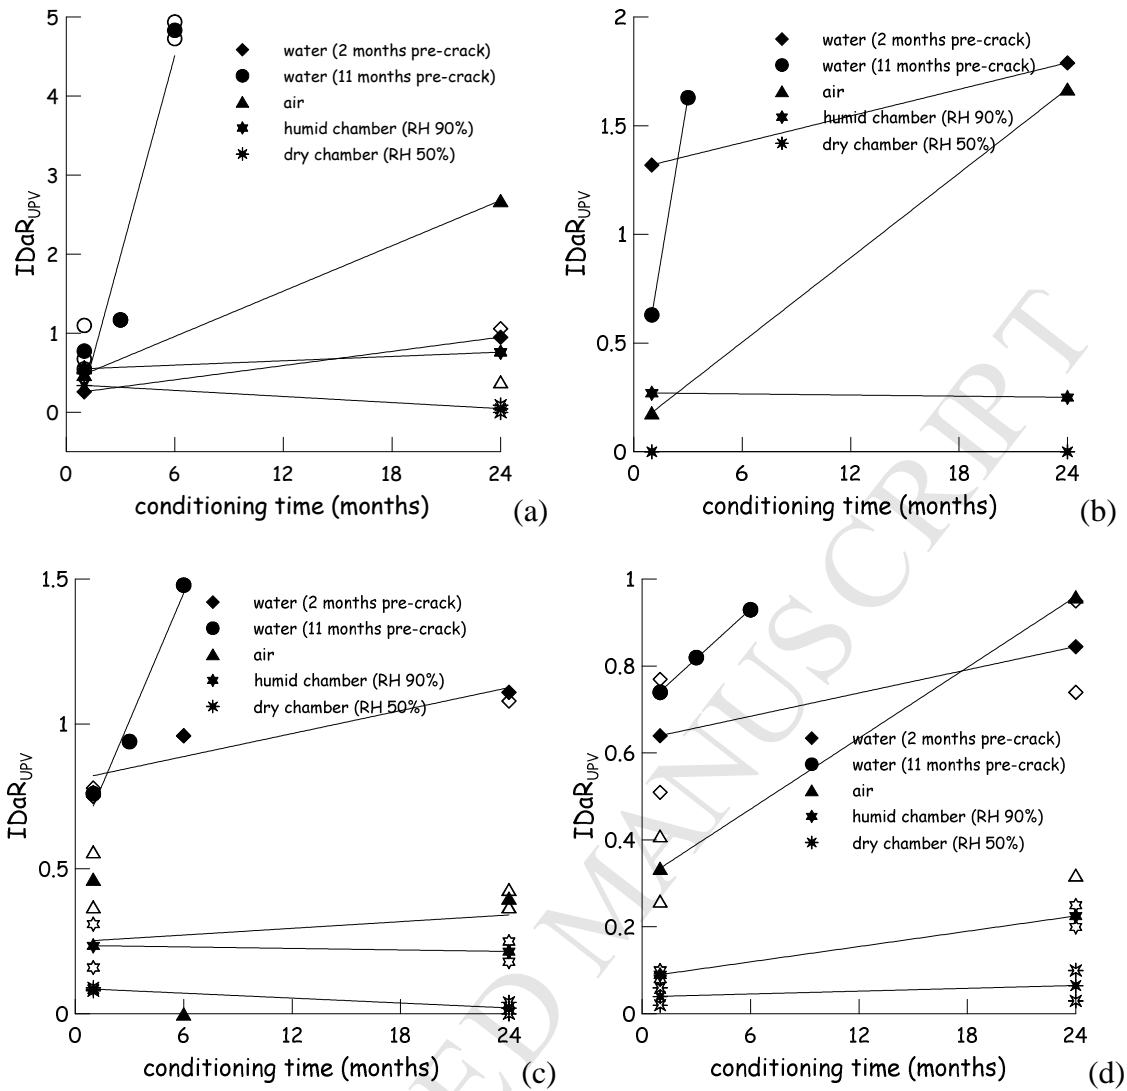 5
4
3
2
1
0
IDaR_UPV
water (2 months pre-crack)
water (11 months pre-crack)
air
humid chamber (RH 90%)
dry chamber (RH 50%)
0 6 12 18 24
conditioning time (months)
(a)
2
1.5
1
0.5
0
IDaR_UPV
water (2 months pre-crack)
water (11 months pre-crack)
air
humid chamber (RH 90%)
dry chamber (RH 50%)
0 6 12 18 24
conditioning time (months)
(b)
1.5
1
0.5
0
IDaR_UPV
water (2 months pre-crack)
water (11 months pre-crack)
air
humid chamber (RH 90%)
dry chamber (RH 50%)
0 6 12 18 24
conditioning time (months)
(c)
1
0.8
0.6
0.4
0.2
0
IDaR_UPV
water (2 months pre-crack)
water (11 months pre-crack)
air
humid chamber (RH 90%)
dry chamber (RH 50%)
0 6 12 18 24
conditioning time (months)
(d)
ED MANUSCRIPT